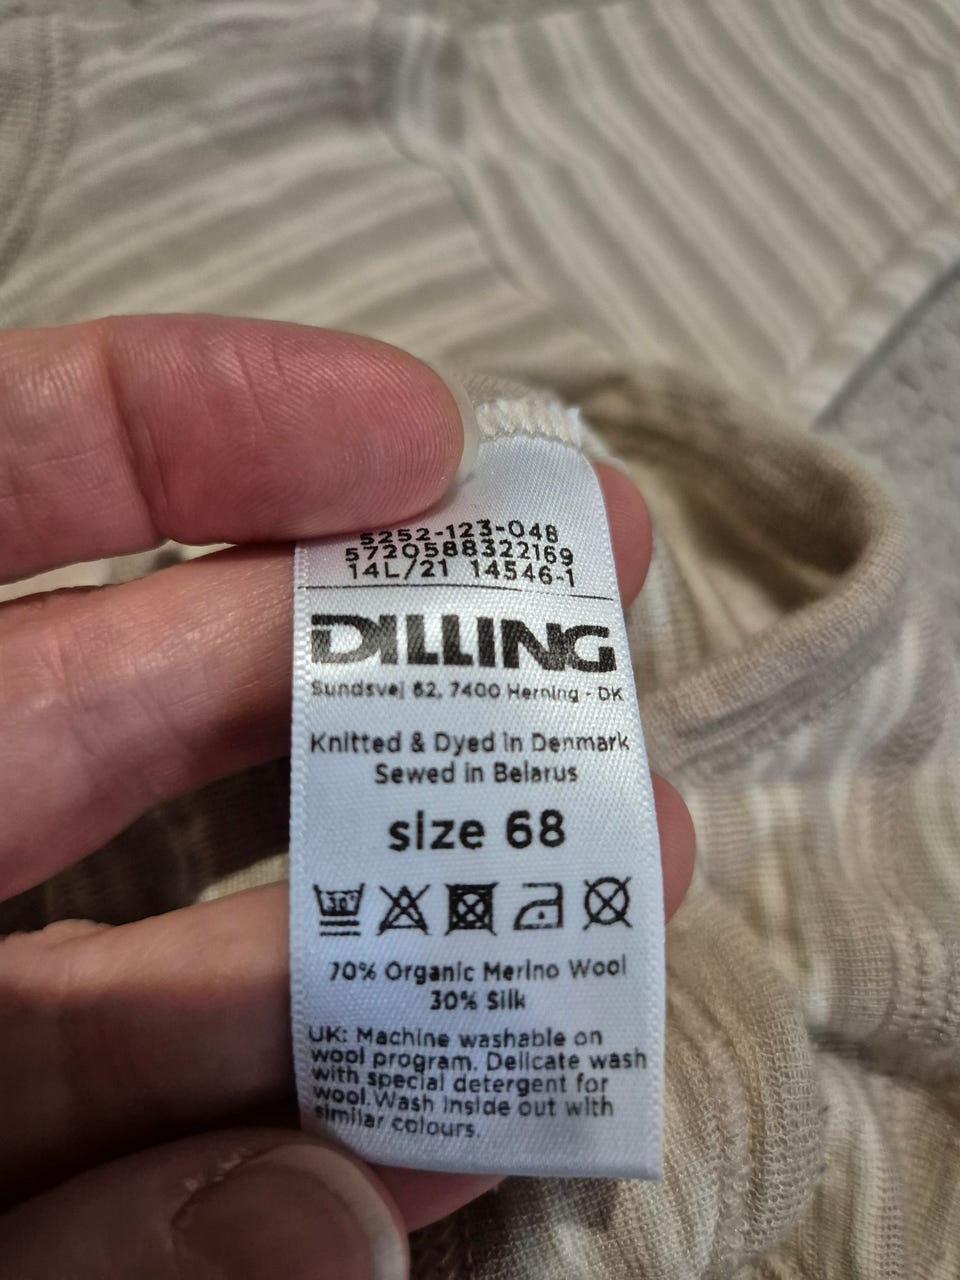 5252-123-048
5720588322169
14L/21 14546-1
DILLING
Sundsvej 62, 7400 Herning - DK
Knitted & Dyed in Denmark
Sewed in Belarus
size 68
30°
70% Organic Merino Wool
30% Silk
UK: Machine washable on
wool program. Delicate wash
with special detergent for
wool.Wash inside out with
similar colours.